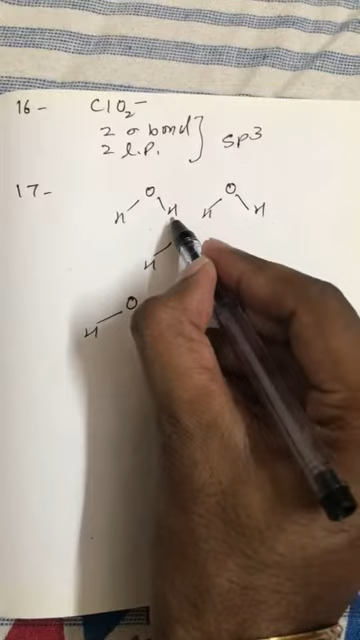 16- ClO2-
2 σ bond
2 l.p. } sp3
17-
O O
H H H H
H
O
H